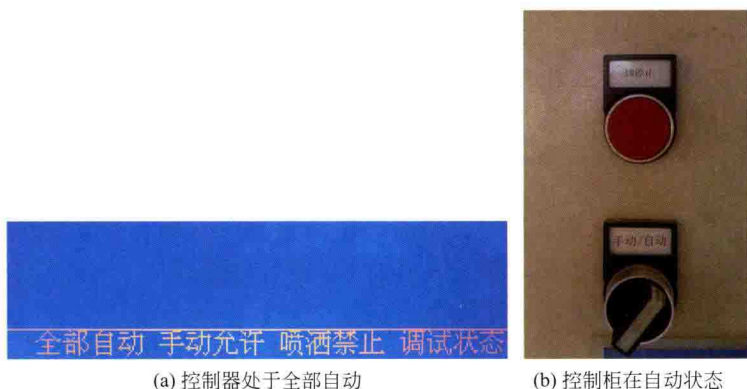 手动/自动
全部自动 手动允许 喷洒禁止 调试状态
(a) 控制器处于全部自动
(b) 控制柜在自动状态